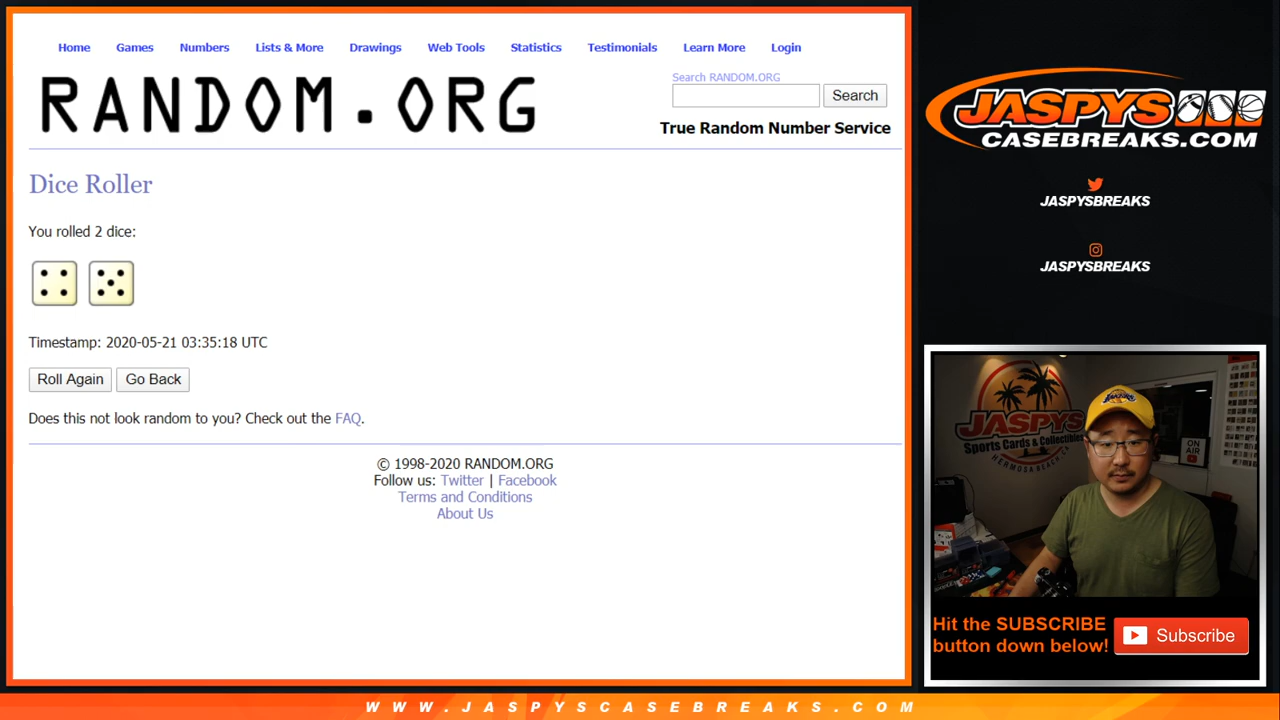 Home Games Numbers Lists & More Drawings Web Tools Statistics Testimonials Learn More Login
RANDOM.ORG
Search RANDOM.ORG
Search
True Random Number Service
Dice Roller
You rolled 2 dice:
Timestamp: 2020-05-21 03:35:18 UTC
Roll Again Go Back
Does this not look random to you? Check out the FAQ.
© 1998-2020 RANDOM.ORG
Follow us: Twitter | Facebook
Terms and Conditions
About Us
JASPYS
CASEBREAKS.COM
JASPYSBREAKS
JASPYSBREAKS
JASPYS
Sports Cards & Collectibles
HERMOSA BEACH, CA
ON
AIR
Hit the SUBSCRIBE
button down below!
Subscribe
WWW.JASPYSCASEBREAKS.COM